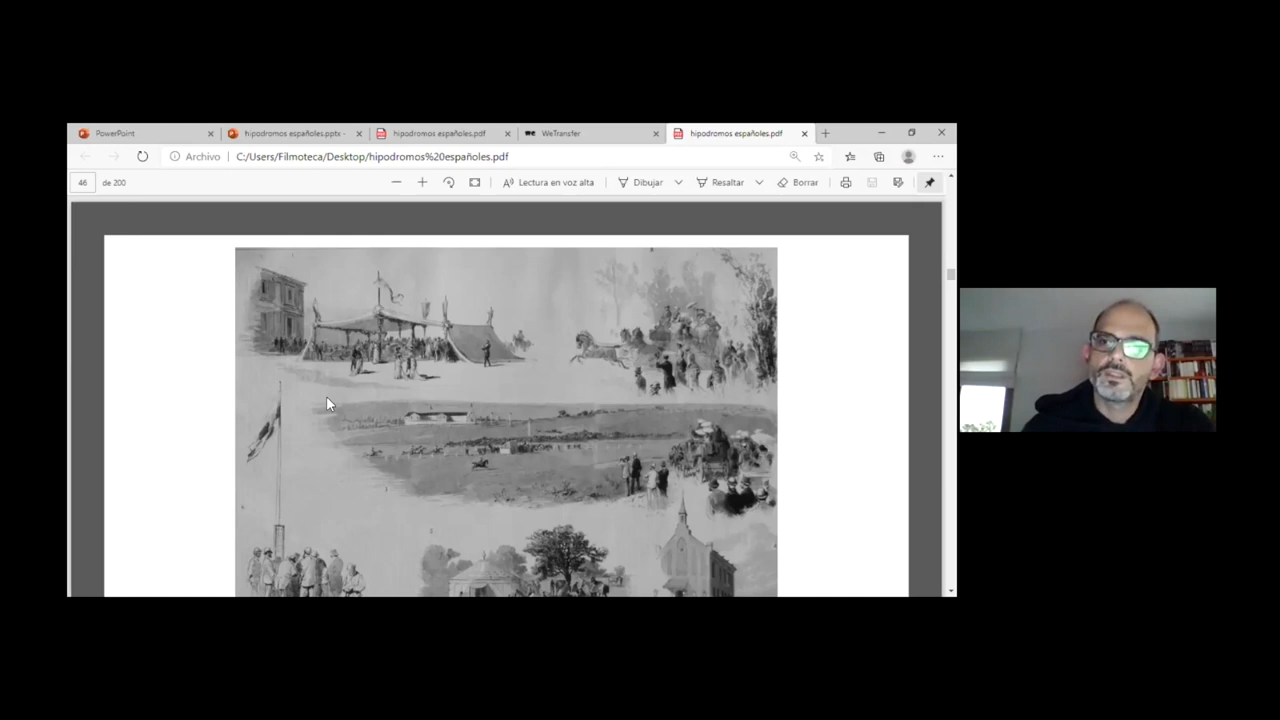 PowerPoint
hipodromos españoles.pptx -
hipodromos españoles.pdf
WeTransfer
hipodromos españoles.pdf
Archivo
C:/Users/Filmoteca/Desktop/hipodromos%20españoles.pdf
46 de 200
Lectura en voz alta
Dibujar
Resaltar
Borrar